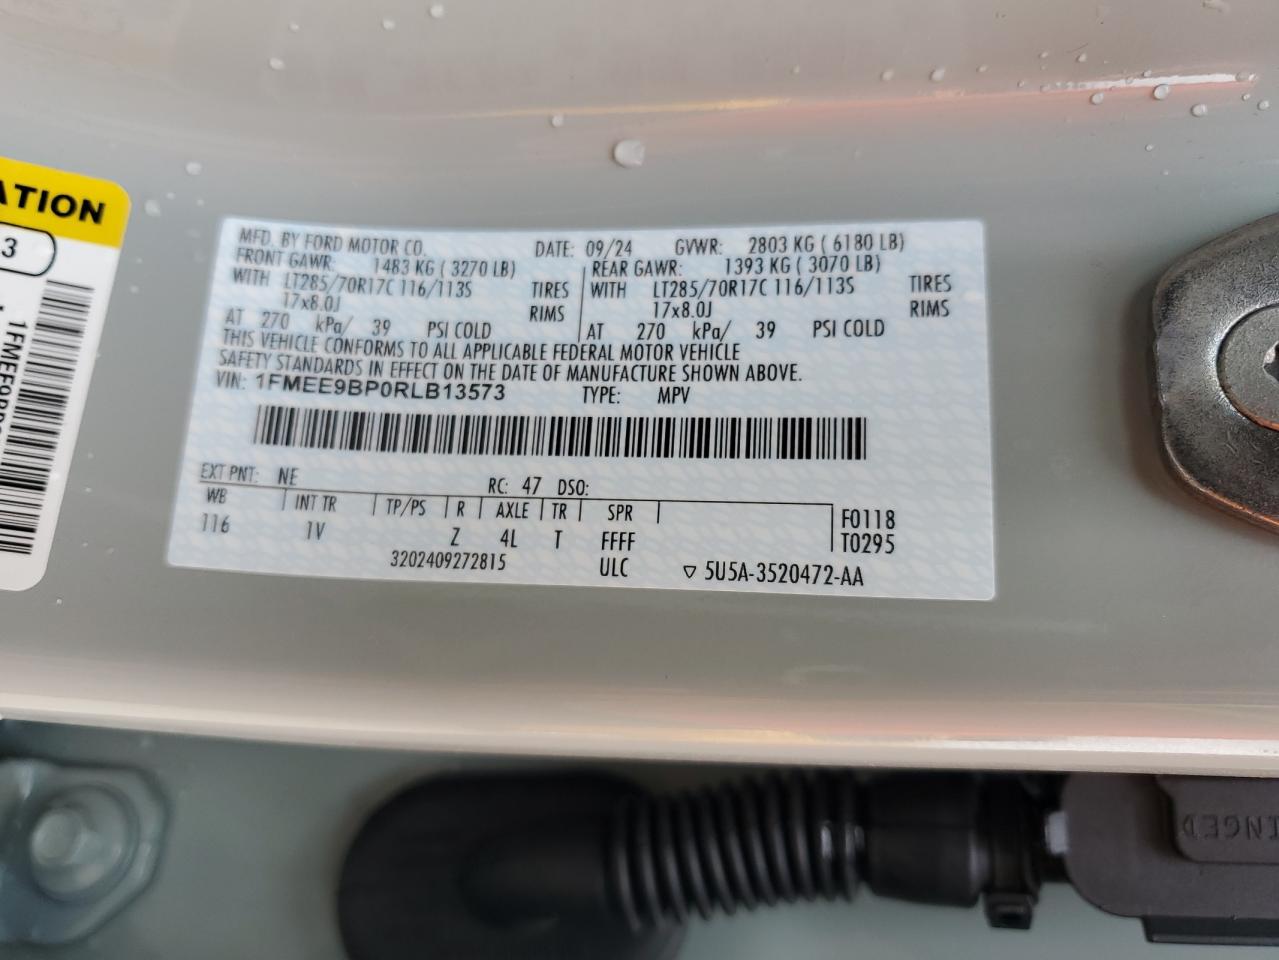 ATION
3
1FMEE9BP0
MFD. BY FORD MOTOR CO. DATE: 09/24 GVWR: 2803 KG ( 6180 LB)
FRONT GAWR: 1483 KG ( 3270 LB) REAR GAWR: 1393 KG ( 3070 LB)
WITH LT285/70R17C 116/113S TIRES WITH LT285/70R17C 116/113S TIRES
17x8.0J RIMS 17x8.0J RIMS
AT 270 kPa/ 39 PSI COLD AT 270 kPa/ 39 PSI COLD
THIS VEHICLE CONFORMS TO ALL APPLICABLE FEDERAL MOTOR VEHICLE
SAFETY STANDARDS IN EFFECT ON THE DATE OF MANUFACTURE SHOWN ABOVE.
VIN: 1FMEE9BP0RLB13573 TYPE: MPV
EXT PNT: NE RC: 47 DSO:
WB INT TR TP/PS R AXLE TR SPR F0118
116 1V Z 4L T FFFF T0295
3202409272815 ULC ▽ 5U5A-3520472-AA
INGED